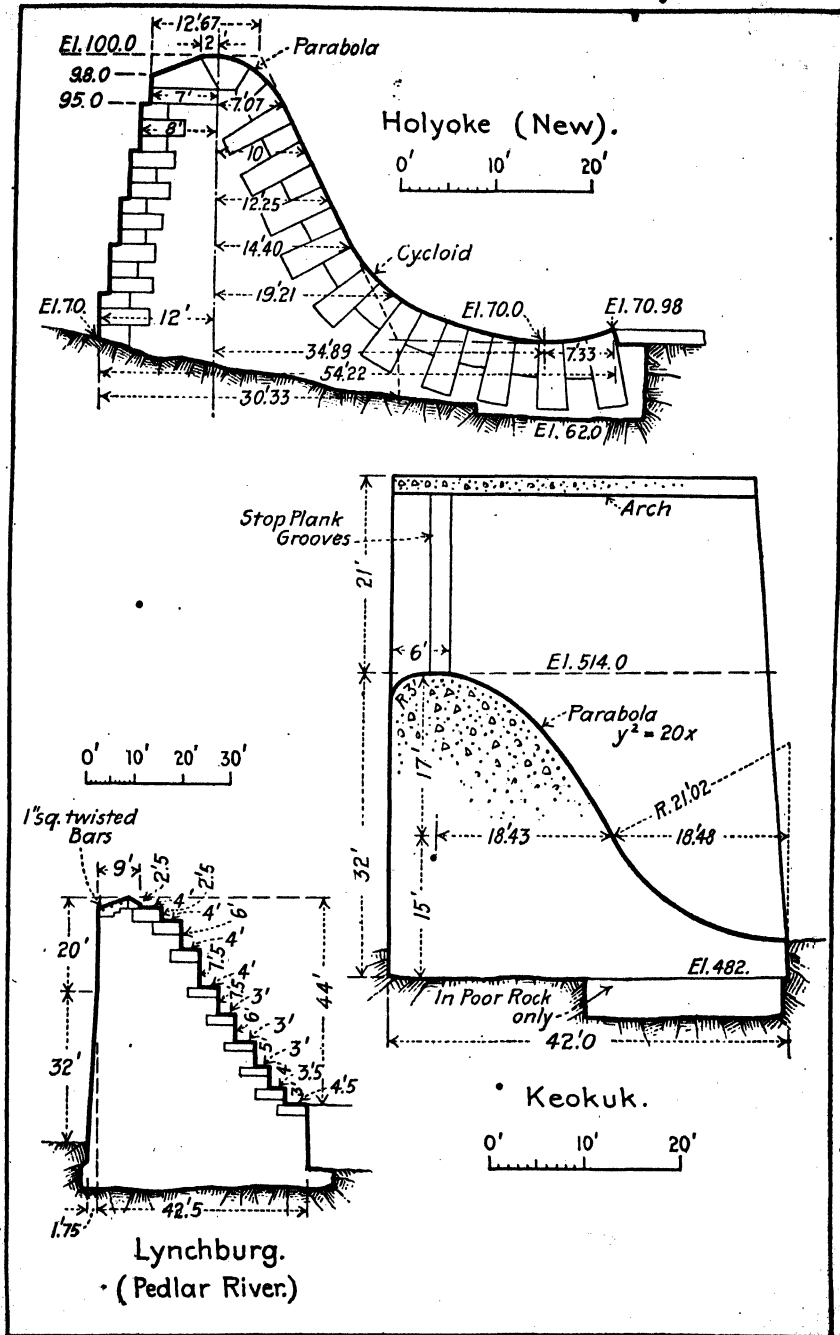 12'.67
2'
El.100.0
Parabola
98.0
95.0
7'
7'.07
8'
Holyoke (New).
0' 10' 20'
10'
12'.25
14'.40
Cycloid
19'.21
El.70.
12'
El.70.0
El.70.98
34'.89
7'.33
54'.22
30'.33
El.62.0
Stop Plank
Grooves
Arch
21'
6'
El.514.0
R.3'
Parabola
y² = 20x
17'
R.21'.02
18'.43
18'.48
32'
15'
El.482.
In Poor Rock
only
42'.0
Keokuk.
0' 10' 20'
0' 10' 20' 30'
1"sq. twisted
Bars
9'
2'.5
4'
2'.5
4'
6'
4'
7'.5
4'
7'.5
3'
6
3'
5
3'
4
3'.5
3
4'.5
20'
44'
32'
1'.75
42'.5
Lynchburg.
(Pedlar River.)